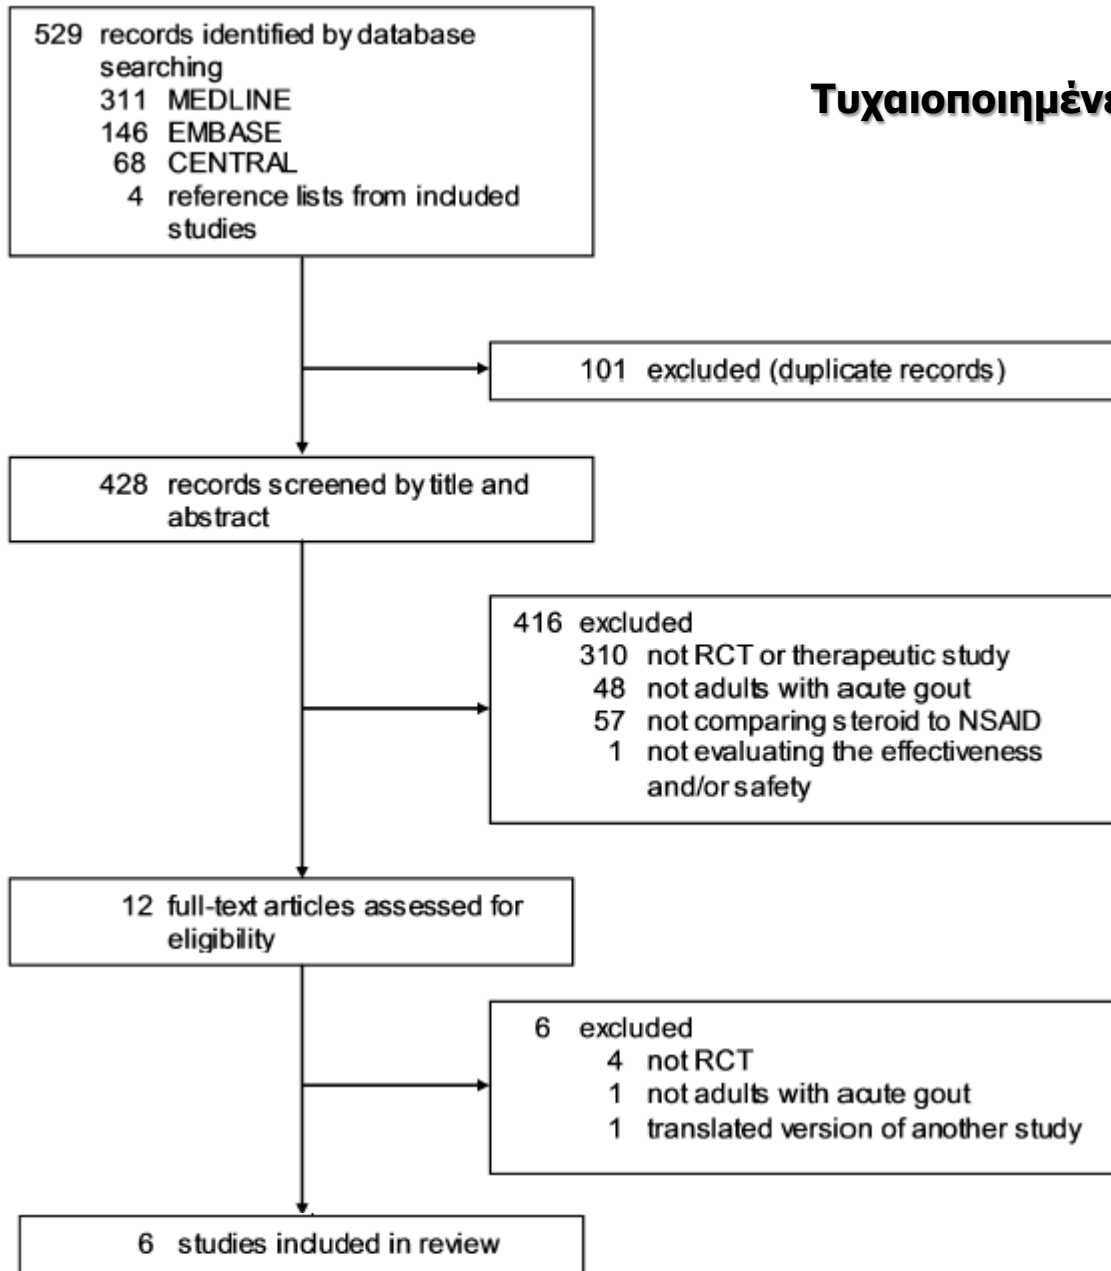 529 records identified by database
searching
311 MEDLINE
146 EMBASE
68 CENTRAL
4 reference lists from included
studies
Τυχαιοποιημένε
101 excluded (duplicate records)
428 records screened by title and
abstract
416 excluded
310 not RCT or therapeutic study
48 not adults with acute gout
57 not comparing steroid to NSAID
1 not evaluating the effectiveness
and/or safety
12 full-text articles assessed for
eligibility
6 excluded
4 not RCT
1 not adults with acute gout
1 translated version of another study
6 studies included in review